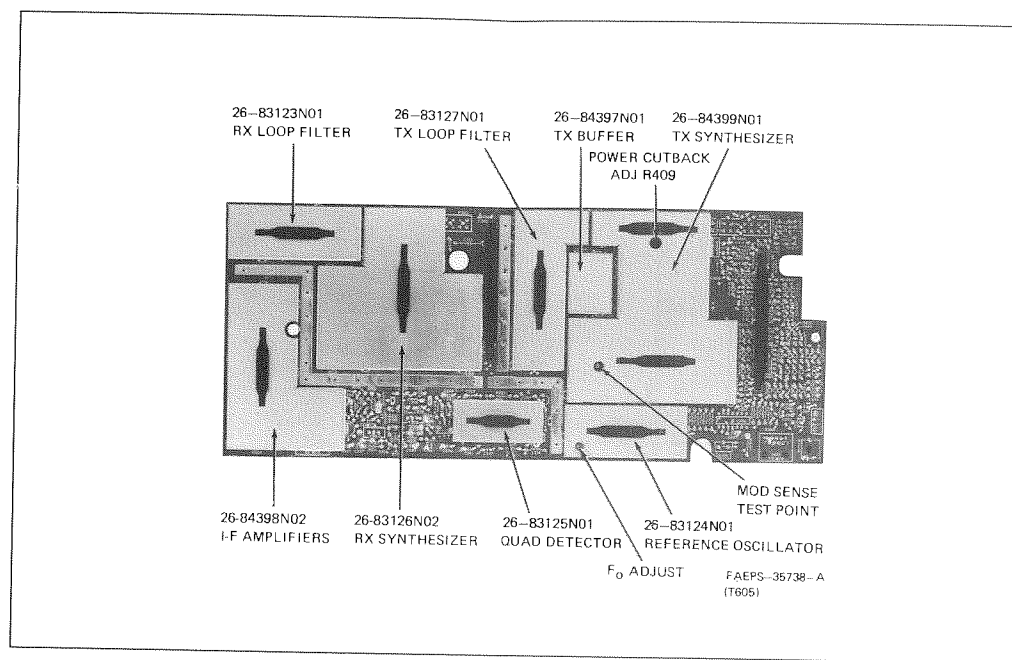 26–83123N01
RX LOOP FILTER
26–83127N01
TX LOOP FILTER
26–84397N01
TX BUFFER
26–84399N01
TX SYNTHESIZER
POWER CUTBACK
ADJ R409
MOD SENSE
TEST POINT
26-84398N02
I-F AMPLIFIERS
26–83126N02
RX SYNTHESIZER
26–83125N01
QUAD DETECTOR
26–83124N01
REFERENCE OSCILLATOR
FO ADJUST
FAEPS–35738–A
(T605)